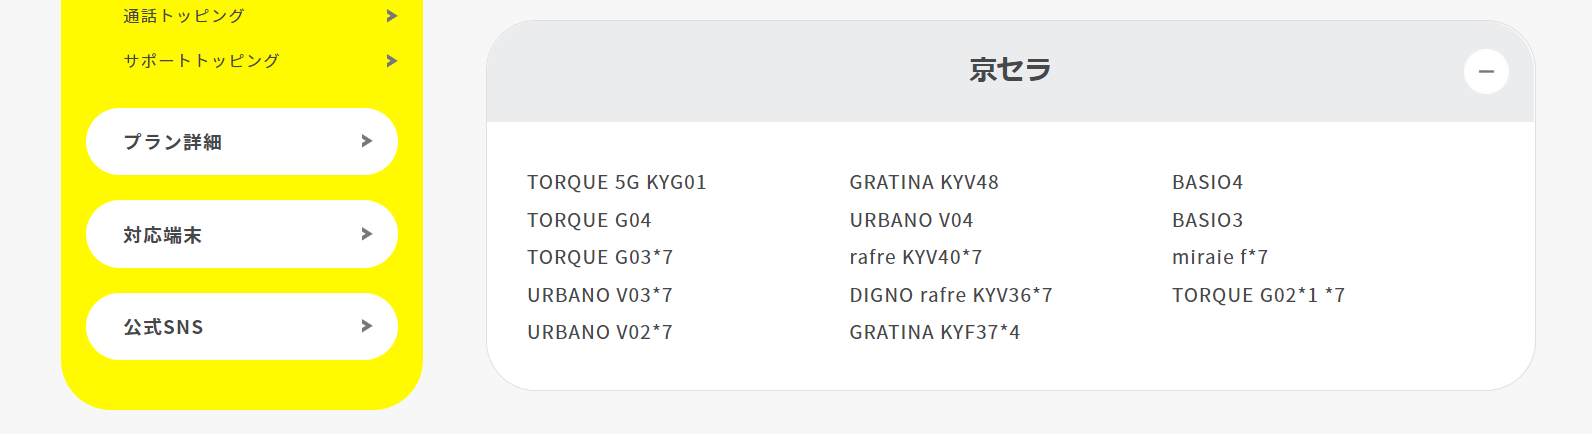 通話トッピング
サポートトッピング
プラン詳細
対応端末
公式SNS
京セラ
TORQUE 5G KYG01
GRATINA KYV48
BASIO4
TORQUE G04
URBANO V04
BASIO3
TORQUE G03*7
rafre KYV40*7
miraie f*7
URBANO V03*7
DIGNO rafre KYV36*7
TORQUE G02*1 *7
URBANO V02*7
GRATINA KYF37*4